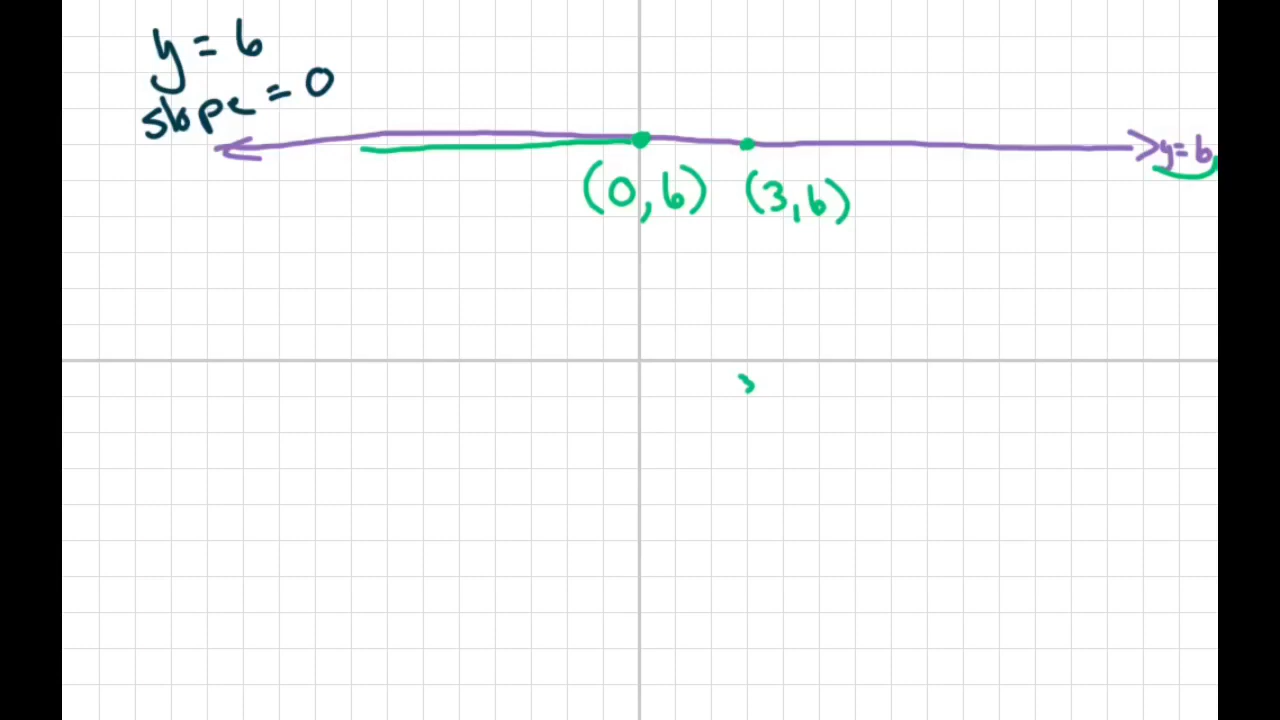 y = 6
slope = 0
y = 6
(0, 6) (3, 6)